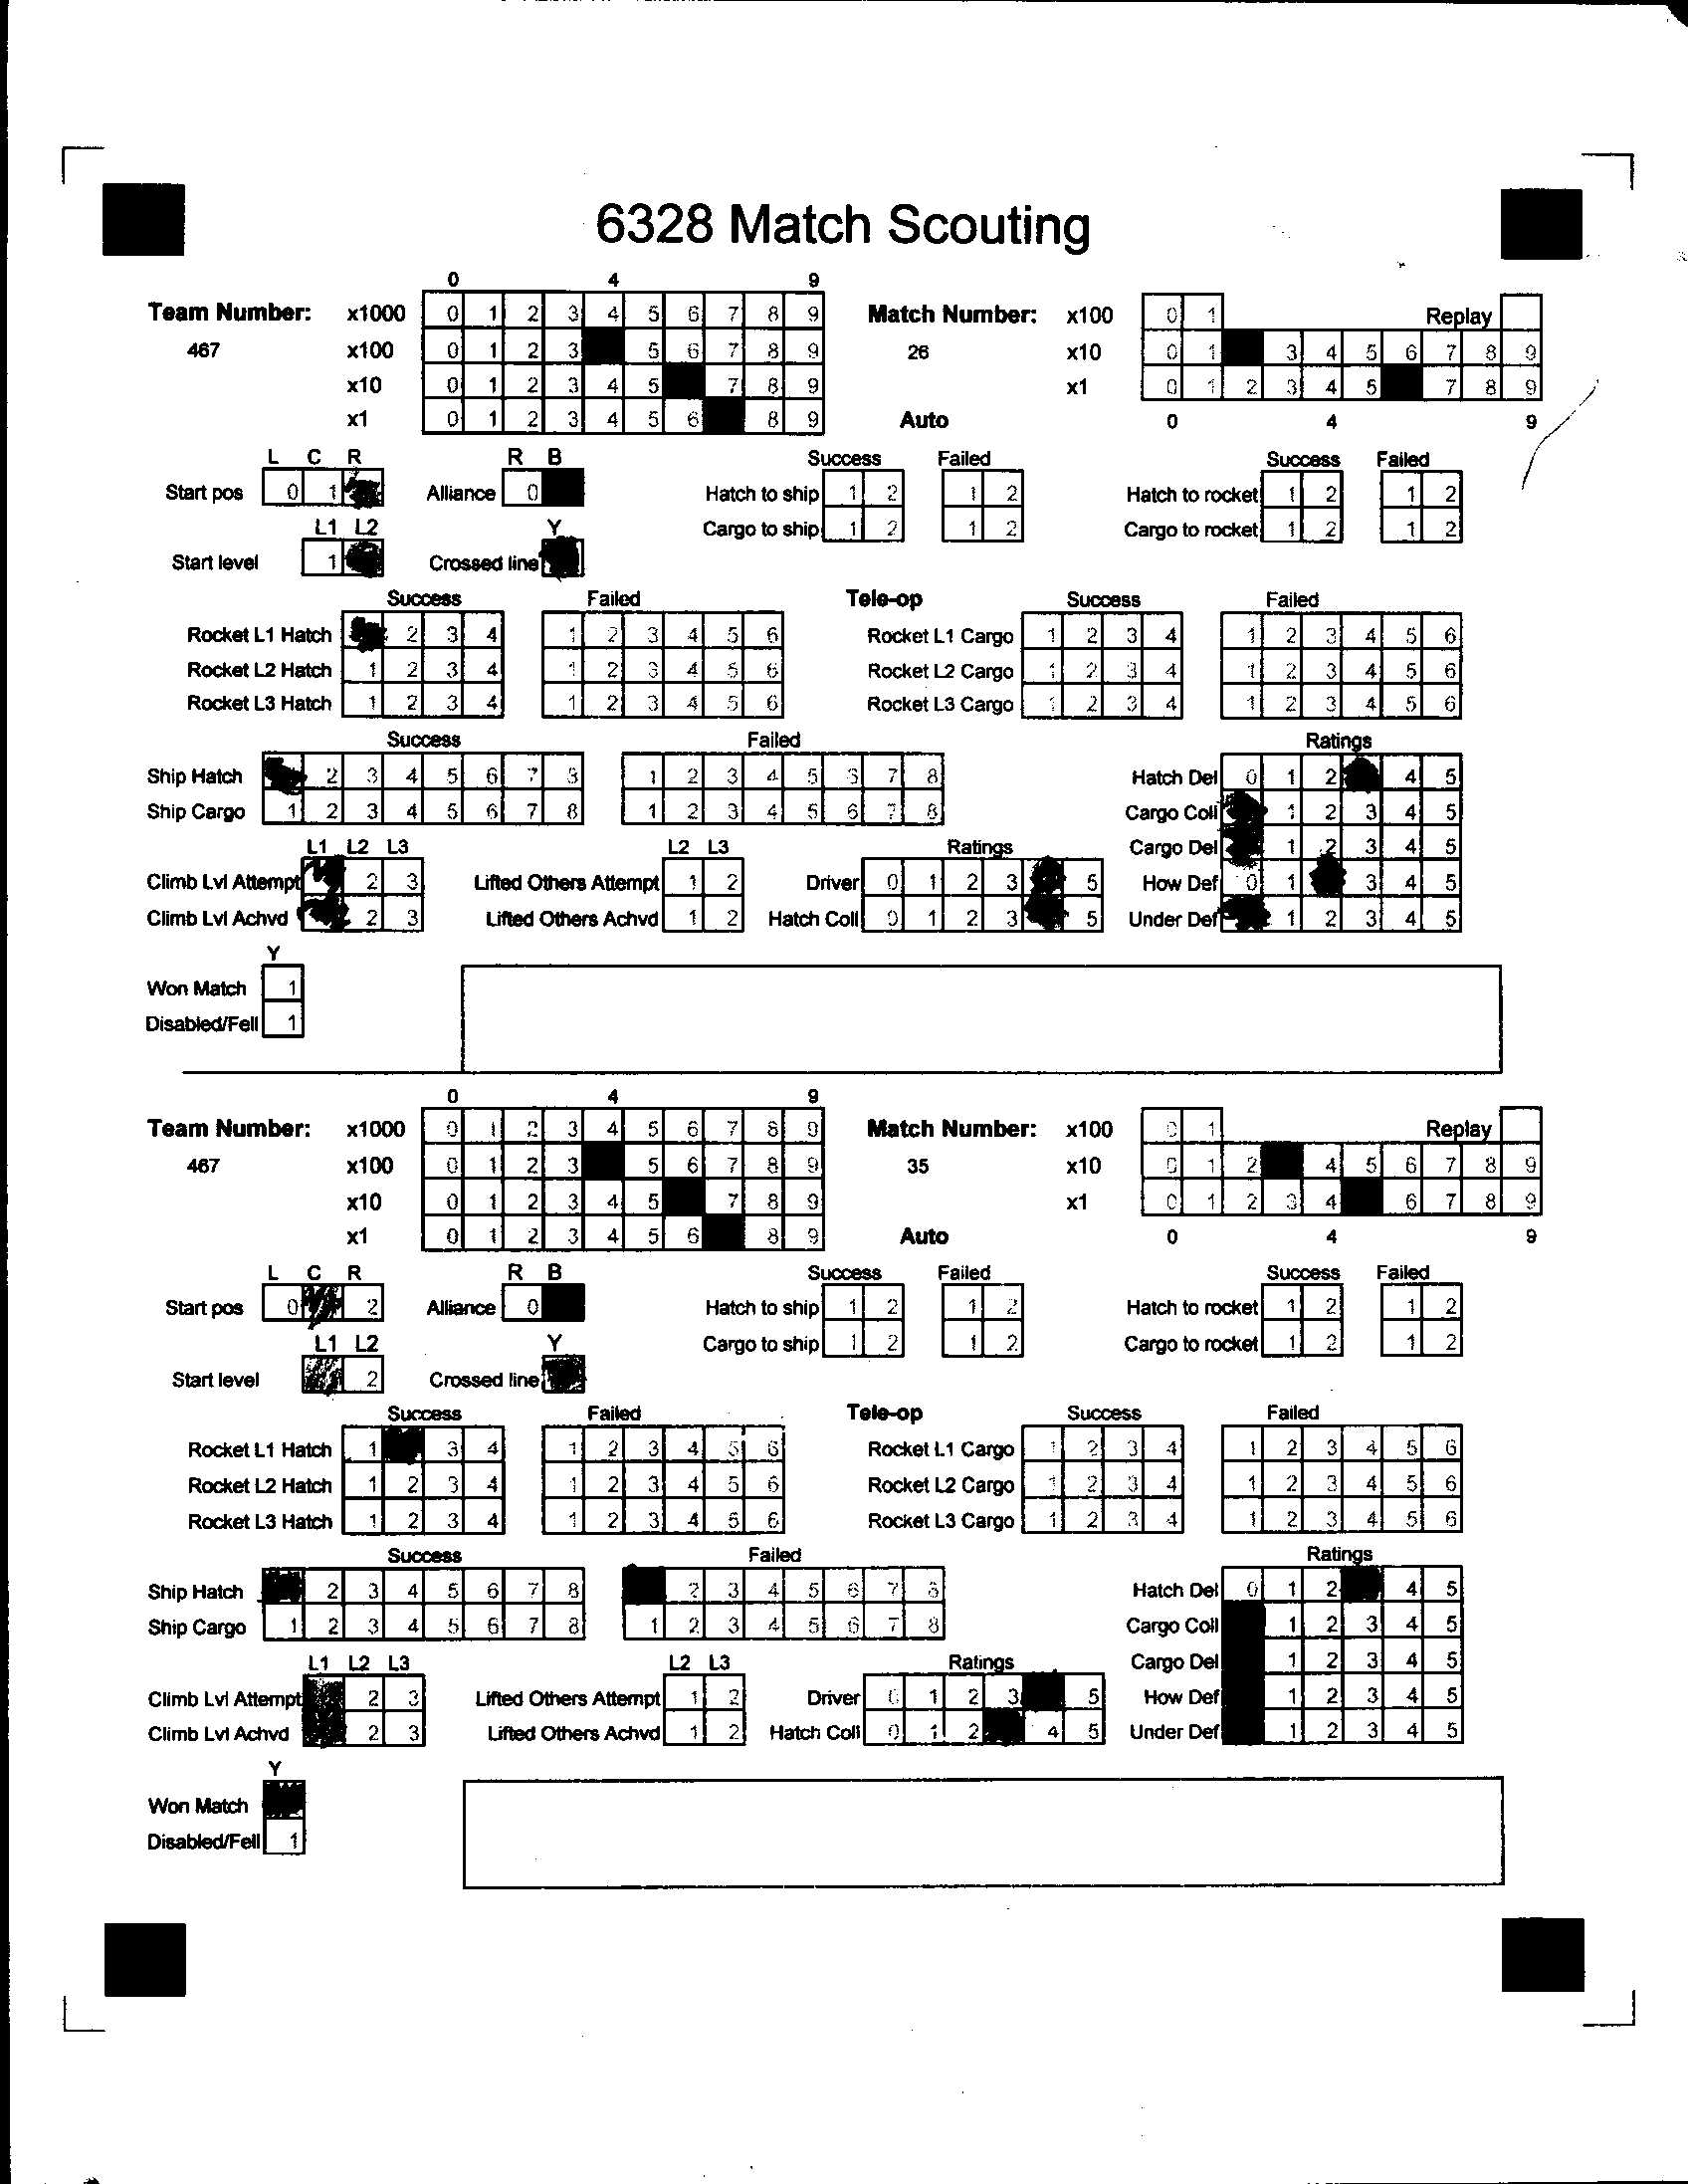 6328 Match Scouting
0 4 9
Team Number: x1000 0 1 2 3 4 5 6 7 8 9 Match Number: x100 0 1 Replay
467 x100 0 1 2 3 5 6 7 8 9 26 x10 0 1 3 4 5 6 7 8 9
x10 0 1 2 3 4 5 7 8 9 x1 0 1 2 3 4 5 7 8 9
x1 0 1 2 3 4 5 6 8 9 Auto 0 4 9
L C R R B Success Failed Success Failed
Start pos 0 1 Alliance 0 Hatch to ship 1 2 1 2 Hatch to rocket 1 2 1 2
L1 L2 Y Cargo to ship 1 2 1 2 Cargo to rocket 1 2 1 2
Start level 1 Crossed line
Success Failed Tele-op Success Failed
Rocket L1 Hatch 2 3 4 1 2 3 4 5 6 Rocket L1 Cargo 1 2 3 4 1 2 3 4 5 6
Rocket L2 Hatch 1 2 3 4 1 2 3 4 5 6 Rocket L2 Cargo 1 2 3 4 1 2 3 4 5 6
Rocket L3 Hatch 1 2 3 4 1 2 3 4 5 6 Rocket L3 Cargo 1 2 3 4 1 2 3 4 5 6
Success Failed Ratings
Ship Hatch 2 3 4 5 6 7 8 1 2 3 4 5 6 7 8 Hatch Del 0 1 2 4 5
Ship Cargo 1 2 3 4 5 6 7 8 1 2 3 4 5 6 7 8 Cargo Coll 1 2 3 4 5
L1 L2 L3 L2 L3 Ratings Cargo Del 1 2 3 4 5
Climb Lvl Attempt 2 3 Lifted Others Attempt 1 2 Driver 0 1 2 3 5 How Def 0 1 3 4 5
Climb Lvl Achvd 2 3 Lifted Others Achvd 1 2 Hatch Coll 0 1 2 3 5 Under Def 1 2 3 4 5
Y
Won Match 1
Disabled/Fell 1
0 4 9
Team Number: x1000 0 1 2 3 4 5 6 7 8 9 Match Number: x100 0 1 Replay
467 x100 0 1 2 3 5 6 7 8 9 35 x10 0 1 2 4 5 6 7 8 9
x10 0 1 2 3 4 5 7 8 9 x1 0 1 2 3 4 6 7 8 9
x1 0 1 2 3 4 5 6 8 9 Auto 0 4 9
L C R R B Success Failed Success Failed
Start pos 0 2 Alliance 0 Hatch to ship 1 2 1 2 Hatch to rocket 1 2 1 2
L1 L2 Y Cargo to ship 1 2 1 2 Cargo to rocket 1 2 1 2
Start level 2 Crossed line
Success Failed Tele-op Success Failed
Rocket L1 Hatch 1 3 4 1 2 3 4 5 6 Rocket L1 Cargo 1 2 3 4 1 2 3 4 5 6
Rocket L2 Hatch 1 2 3 4 1 2 3 4 5 6 Rocket L2 Cargo 1 2 3 4 1 2 3 4 5 6
Rocket L3 Hatch 1 2 3 4 1 2 3 4 5 6 Rocket L3 Cargo 1 2 3 4 1 2 3 4 5 6
Success Failed Ratings
Ship Hatch 2 3 4 5 6 7 8 2 3 4 5 6 7 8 Hatch Del 0 1 2 4 5
Ship Cargo 1 2 3 4 5 6 7 8 1 2 3 4 5 6 7 8 Cargo Coll 1 2 3 4 5
L1 L2 L3 L2 L3 Ratings Cargo Del 1 2 3 4 5
Climb Lvl Attempt 2 3 Lifted Others Attempt 1 2 Driver 0 1 2 3 5 How Def 1 2 3 4 5
Climb Lvl Achvd 2 3 Lifted Others Achvd 1 2 Hatch Coll 0 1 2 4 5 Under Def 1 2 3 4 5
Y
Won Match
Disabled/Fell 1